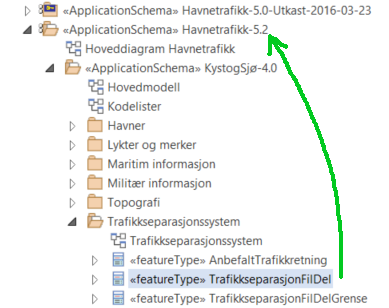 «ApplicationSchema» Havnetrafikk-5.0-Utkast-2016-03-23
«ApplicationSchema» Havnetrafikk-5.2
Hoveddiagram Havnetrafikk
«ApplicationSchema» KystogSjø-4.0
Hovedmodell
Kodelister
Havner
Lykter og merker
Maritim informasjon
Militær informasjon
Topografi
Trafikkseparasjonssystem
Trafikkseparasjonssystem
«featureType» AnbefaltTrafikkretning
«featureType» TrafikkseparasjonFilDel
«featureType» TrafikkseparasjonFilDelGrense